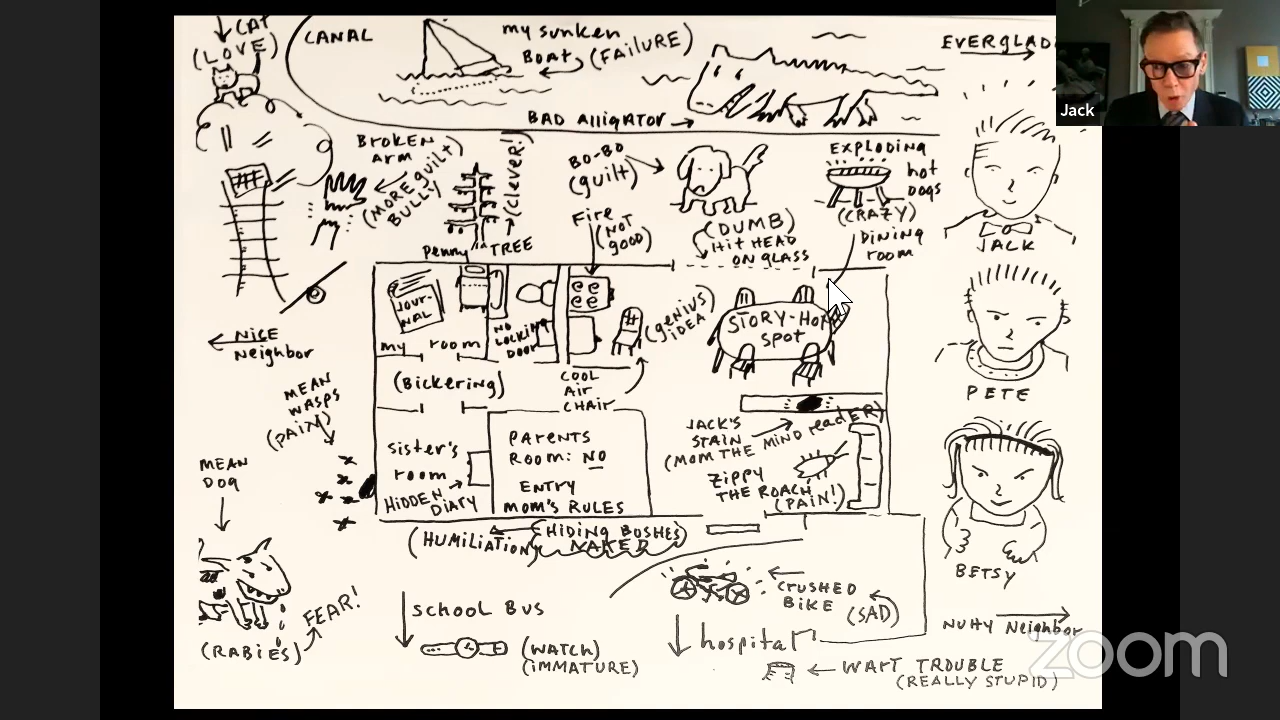 CAT
(LOVE)
CANAL
my sunken
Boat
(FAILURE)
EVERGLAD
Jack
BAD AlligATOR
BROKEN
ARM
(MORE guilt)
BULLY
(CLEVER!)
Penny TREE
BO-BO
(guilt)
Fire
(NOT
good)
(DUMB)
Hit HEAD
ON GLASS
EXPLODING
hot
DOgS
(CRAZY)
DINING
room
JACK
NiCE
Neighbor
JOUR-
NAL
my room
NO
LOCKING
DOOR
(genius
iDEA)
STORY-HOT
SPOT
(Bickering)
COOL
AIR
CHAIR
PETE
MEAN
WASPS
(PAIN)
MEAN
DOG
SiSTER'S
room
HIDDEN
DIARY
PARENTS
ROOM: NO
ENTRY
MOM'S RULES
JACK'S
STAIN
(MOM THE MIND reaDER)
ZiPPY
THE ROACH
(PAIN!)
(HUMILIATION)
HIDING BUSHES
NAKED
BETSY
FEAR!
(RABIES)
SCHOOL BUS
(WATCH)
(iMMATURE)
CRUSHED
BIKE
(SAD)
hospital
NUTTY Neighbor
WART TROUBLE
(REALLY STUPID)
zoom